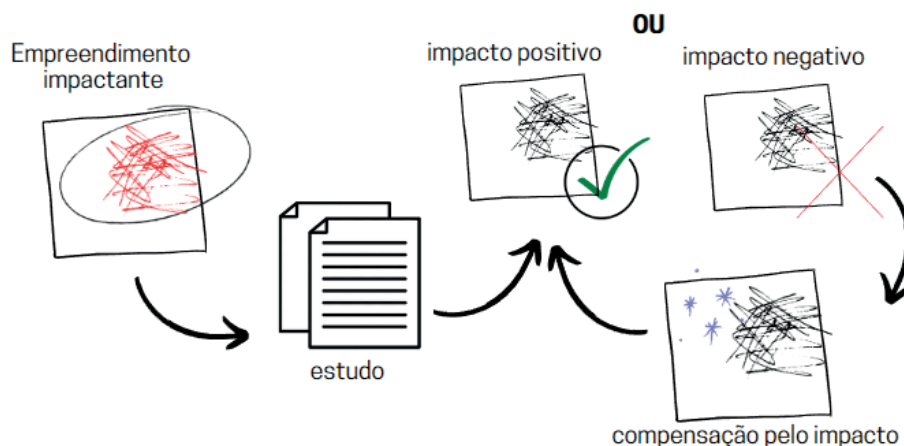 Empreendimento
impactante
estudo
OU
impacto positivo
impacto negativo
compensação pelo impacto